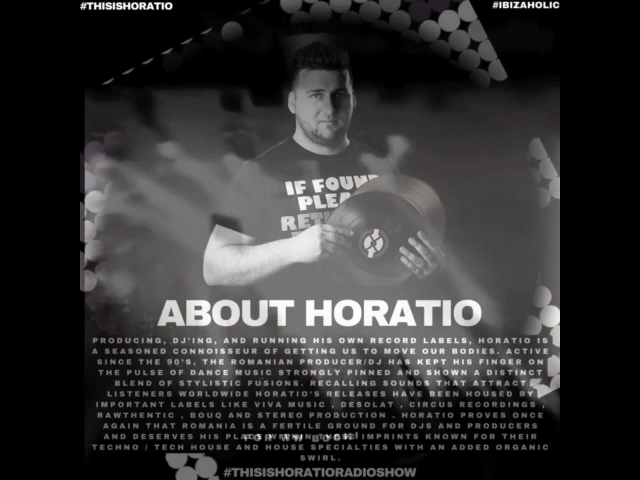 #THISISHORATIO
#IBIZAHOLIC
IF FOUND
PLEA
RET
ABOUT HORATIO
PRODUCING, DJ'ING, AND RUNNING HIS OWN RECORD LABELS, HORATIO IS
A SEASONED CONNOISSEUR OF GETTING US TO MOVE OUR BODIES. ACTIVE
SINCE THE 90'S, THE ROMANIAN PRODUCER/DJ HAS KEPT HIS FINGER ON
THE PULSE OF DANCE MUSIC STRONGLY PINNED AND SHOWN A DISTINCT
BLEND OF STYLISTIC FUSIONS. RECALLING SOUNDS THAT ATTRACT
LISTENERS WORLDWIDE HORATIO'S RELEASES HAVE BEEN HOUSED BY
IMPORTANT LABELS LIKE VIVA MUSIC , DESOLAT , CIRCUS RECORDINGS ,
RAWTHENTIC , BOUQ AND STEREO PRODUCTION . HORATIO PROVES ONCE
AGAIN THAT ROMANIA IS A FERTILE GROUND FOR DJS AND PRODUCERS
AND DESERVES HIS PLACE WITHIN THE IMPRINTS KNOWN FOR THEIR
TECHNO / TECH HOUSE AND HOUSE SPECIALTIES WITH AN ADDED ORGANIC
SWIRL.
#THISISHORATIORADIOSHOW